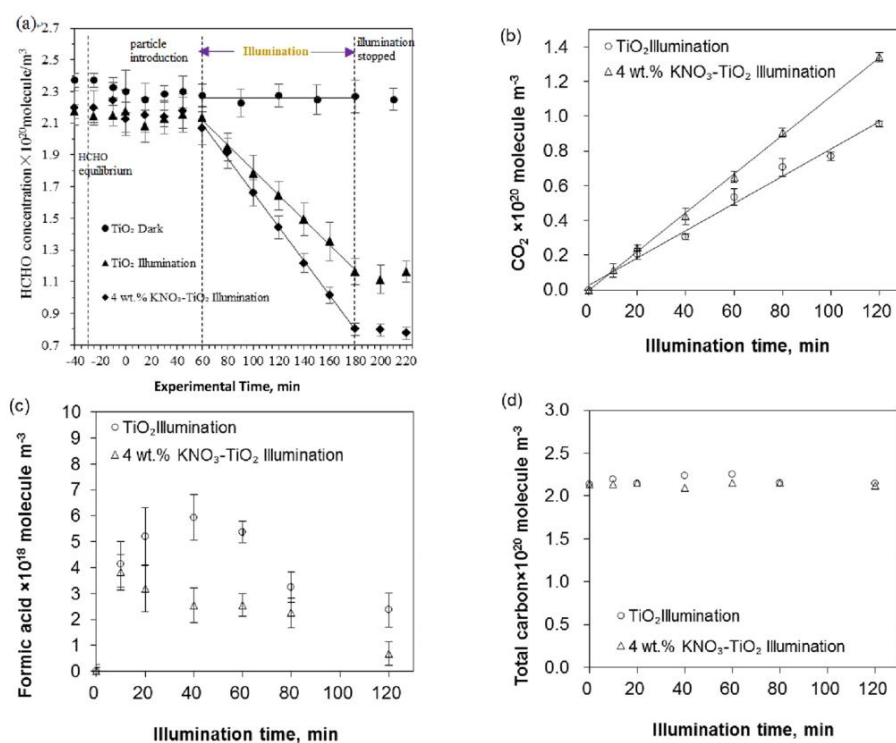 (a)
HCHO concentration × 10²⁰molecule/m³
2.7
2.5
2.3
2.1
1.9
1.7
1.5
1.3
1.1
0.9
0.7
particle
introduction
Illumination
illumination
stopped
HCHO
equilibrium
TiO₂ Dark
TiO₂ Illumination
4 wt.% KNO₃-TiO₂ Illumination
-40 -20 0 20 40 60 80 100 120 140 160 180 200 220
Experimental Time, min
(b)
CO₂ ×10²⁰ molecule m⁻³
1.4
1.2
1.0
0.8
0.6
0.4
0.2
0.0
TiO₂Illumination
4 wt.% KNO₃-TiO₂ Illumination
0 20 40 60 80 100 120
Illumination time, min
(c)
Formic acid ×10¹⁸ molecule m⁻³
10
9
8
7
6
5
4
3
2
1
0
TiO₂Illumination
4 wt.% KNO₃-TiO₂ Illumination
0 20 40 60 80 100 120
Illumination time, min
(d)
Total carbon×10²⁰ molecule m⁻³
3.0
2.5
2.0
1.5
1.0
0.5
0.0
TiO₂Illumination
4 wt.% KNO₃-TiO₂ Illumination
0 20 40 60 80 100 120
Illumination time, min